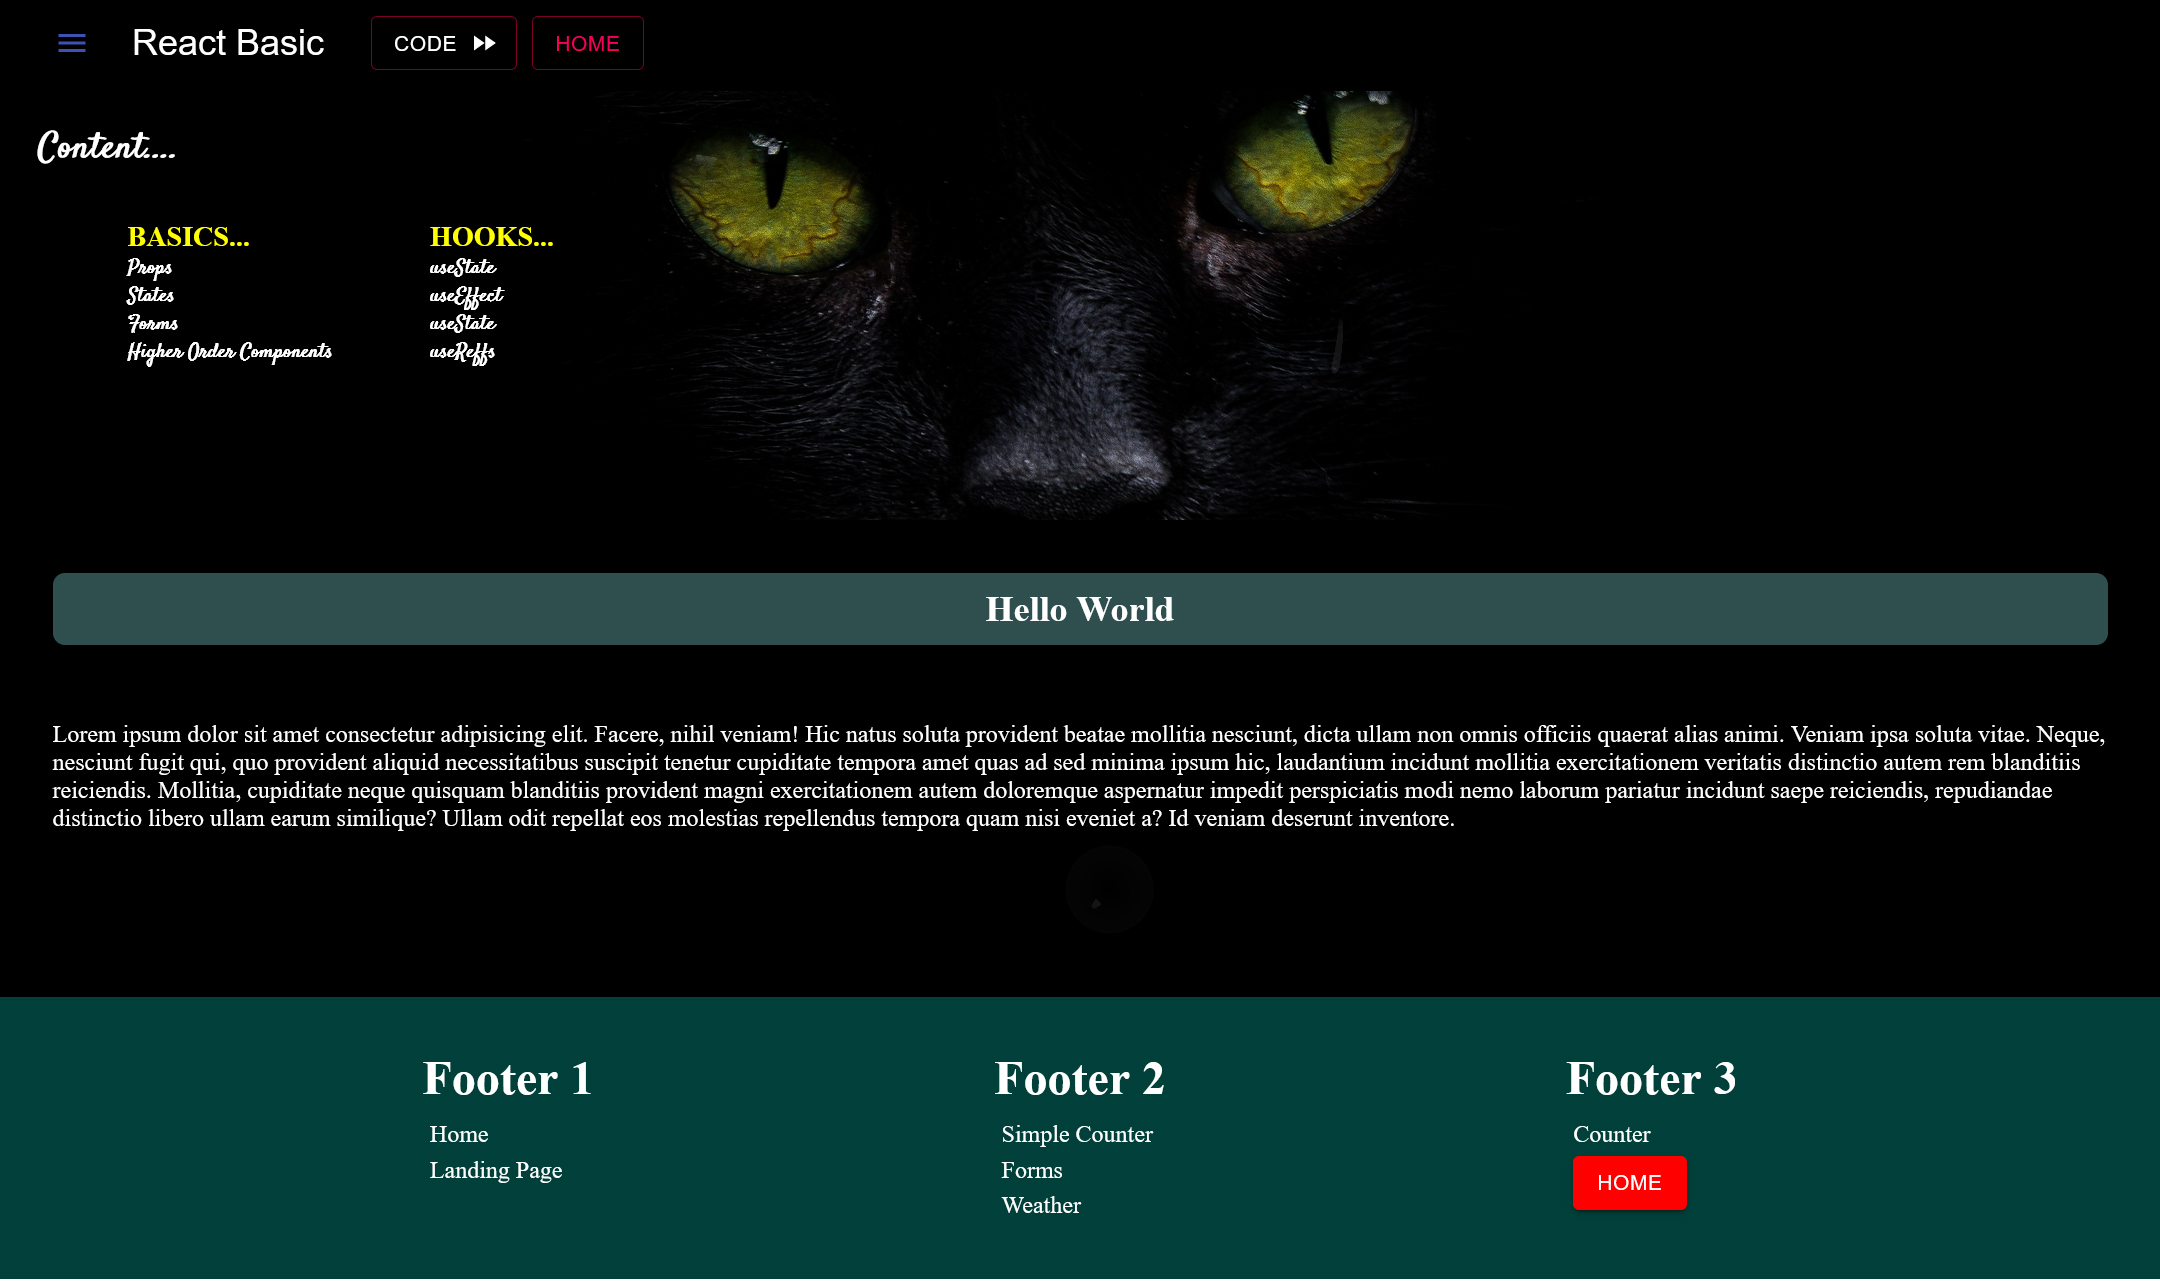 React Basic
CODE
HOME
Content....
BASICS...
Props
States
Forms
Higher Order Components
HOOKS...
useState
useEffect
useState
useReffs
Hello World
Lorem ipsum dolor sit amet consectetur adipisicing elit. Facere, nihil veniam! Hic natus soluta provident beatae mollitia nesciunt, dicta ullam non omnis officiis quaerat alias animi. Veniam ipsa soluta vitae. Neque,
nesciunt fugit qui, quo provident aliquid necessitatibus suscipit tenetur cupiditate tempora amet quas ad sed minima ipsum hic, laudantium incidunt mollitia exercitationem veritatis distinctio autem rem blanditiis
reiciendis. Mollitia, cupiditate neque quisquam blanditiis provident magni exercitationem autem doloremque aspernatur impedit perspiciatis modi nemo laborum pariatur incidunt saepe reiciendis, repudiandae
distinctio libero ullam earum similique? Ullam odit repellat eos molestias repellendus tempora quam nisi eveniet a? Id veniam deserunt inventore.
Footer 1
Home
Landing Page
Footer 2
Simple Counter
Forms
Weather
Footer 3
Counter
HOME